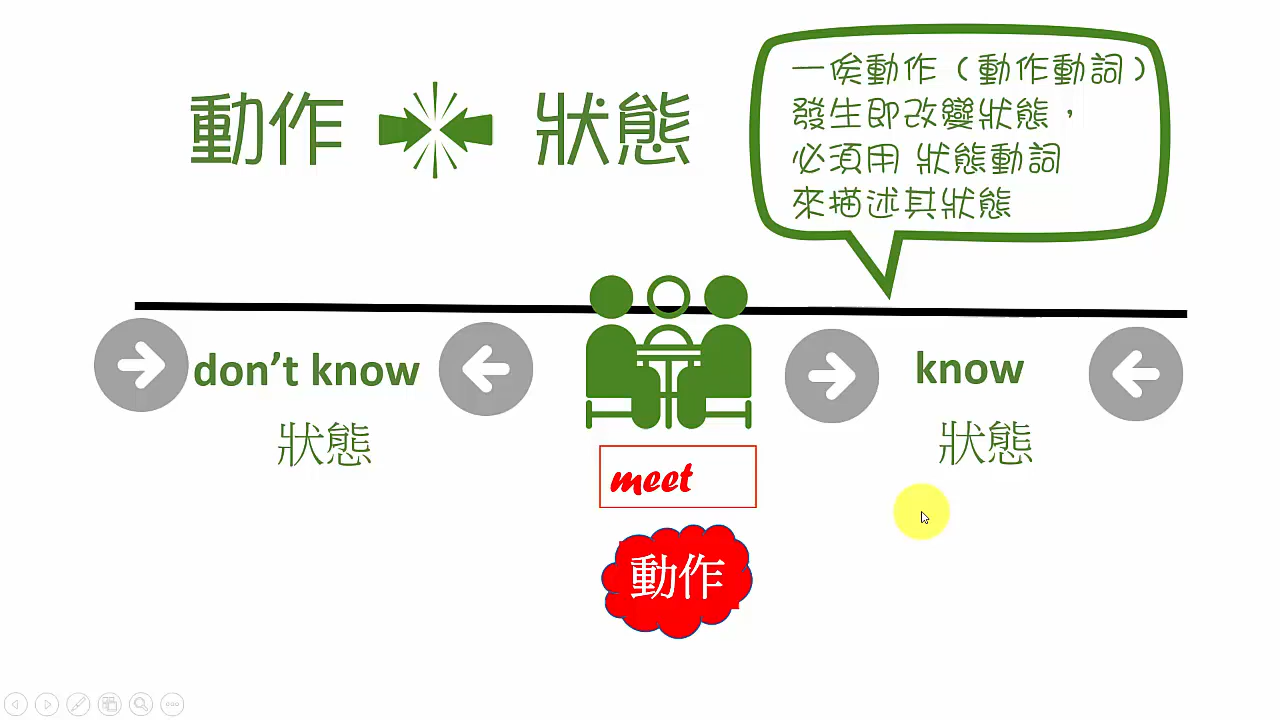 動作 狀態
一俟動作（動作動詞）
發生即改變狀態，
必須用 狀態動詞
來描述其狀態
don’t know
狀態
meet
動作
know
狀態